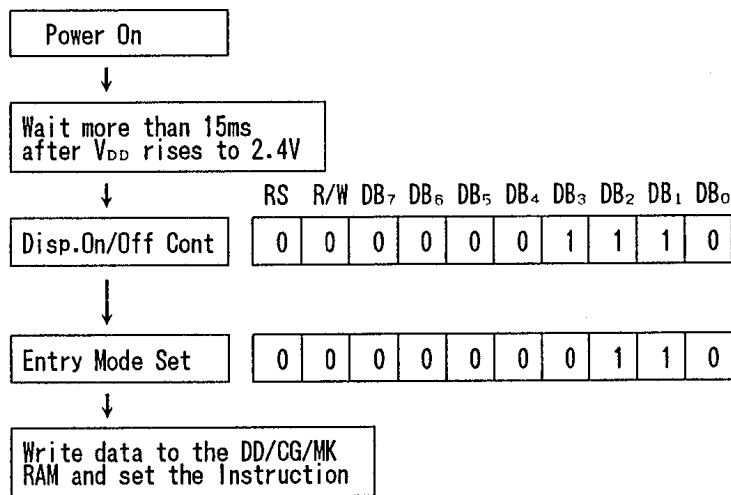 Power On
Wait more than 15ms
after VDD rises to 2.4V
RS R/W DB7 DB6 DB5 DB4 DB3 DB2 DB1 DB0
Disp.On/Off Cont 0 0 0 0 0 0 1 1 1 0
Entry Mode Set 0 0 0 0 0 0 0 1 1 0
Write data to the DD/CG/MK
RAM and set the Instruction